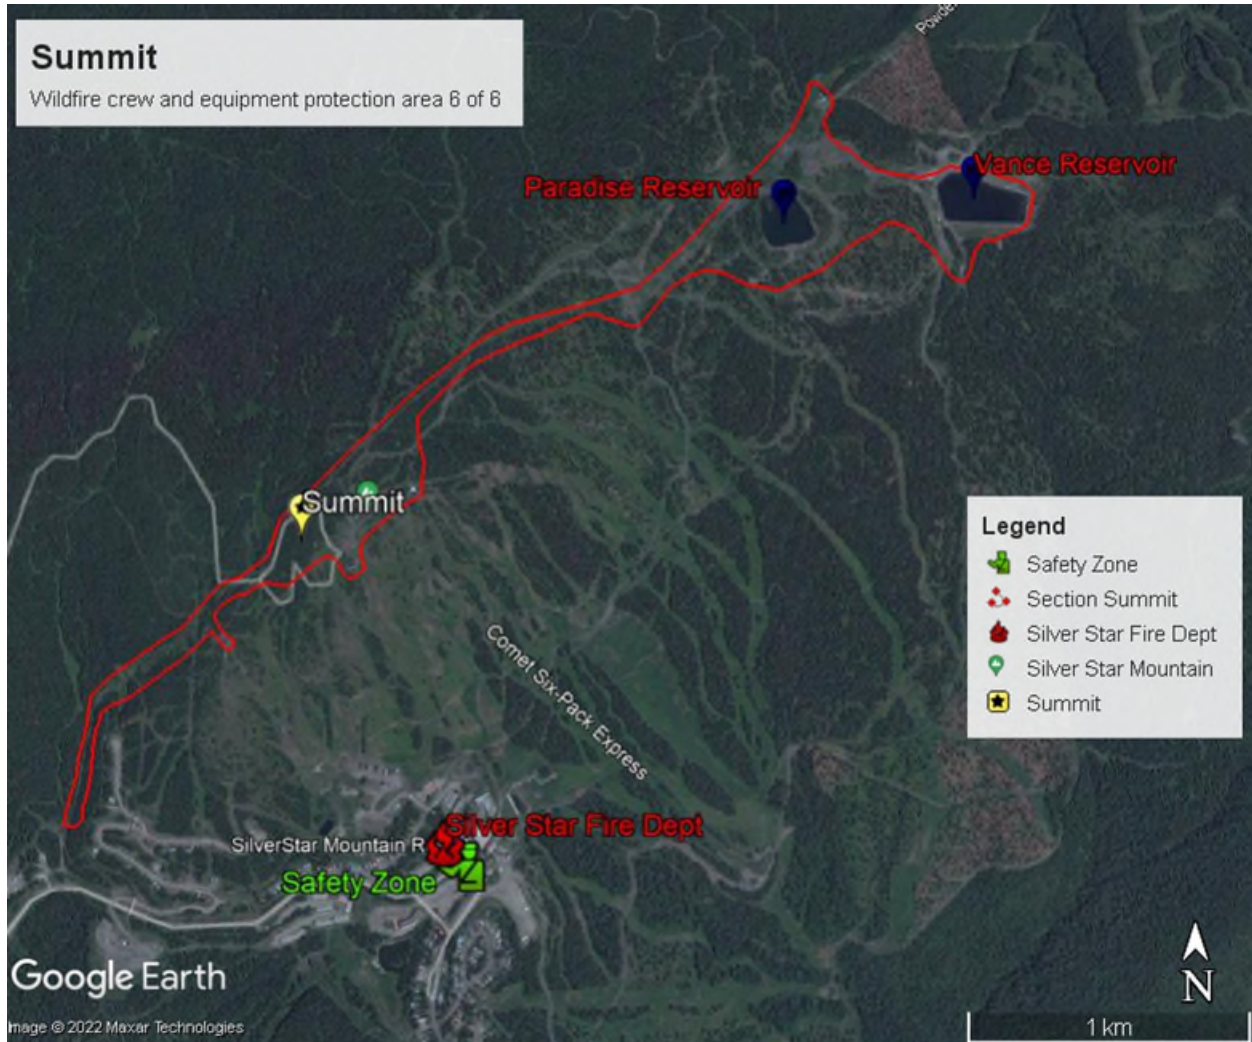 Summit
Wildfire crew and equipment protection area 6 of 6
Powder
Vance Reservoir
Paradise Reservoir
Summit
Legend
Safety Zone
Section Summit
Silver Star Fire Dept
Silver Star Mountain
Summit
Comet Six-Pack Express
Silver Star Fire Dept
SilverStar Mountain R
Safety Zone
Google Earth
N
Image © 2022 Maxar Technologies
1 km